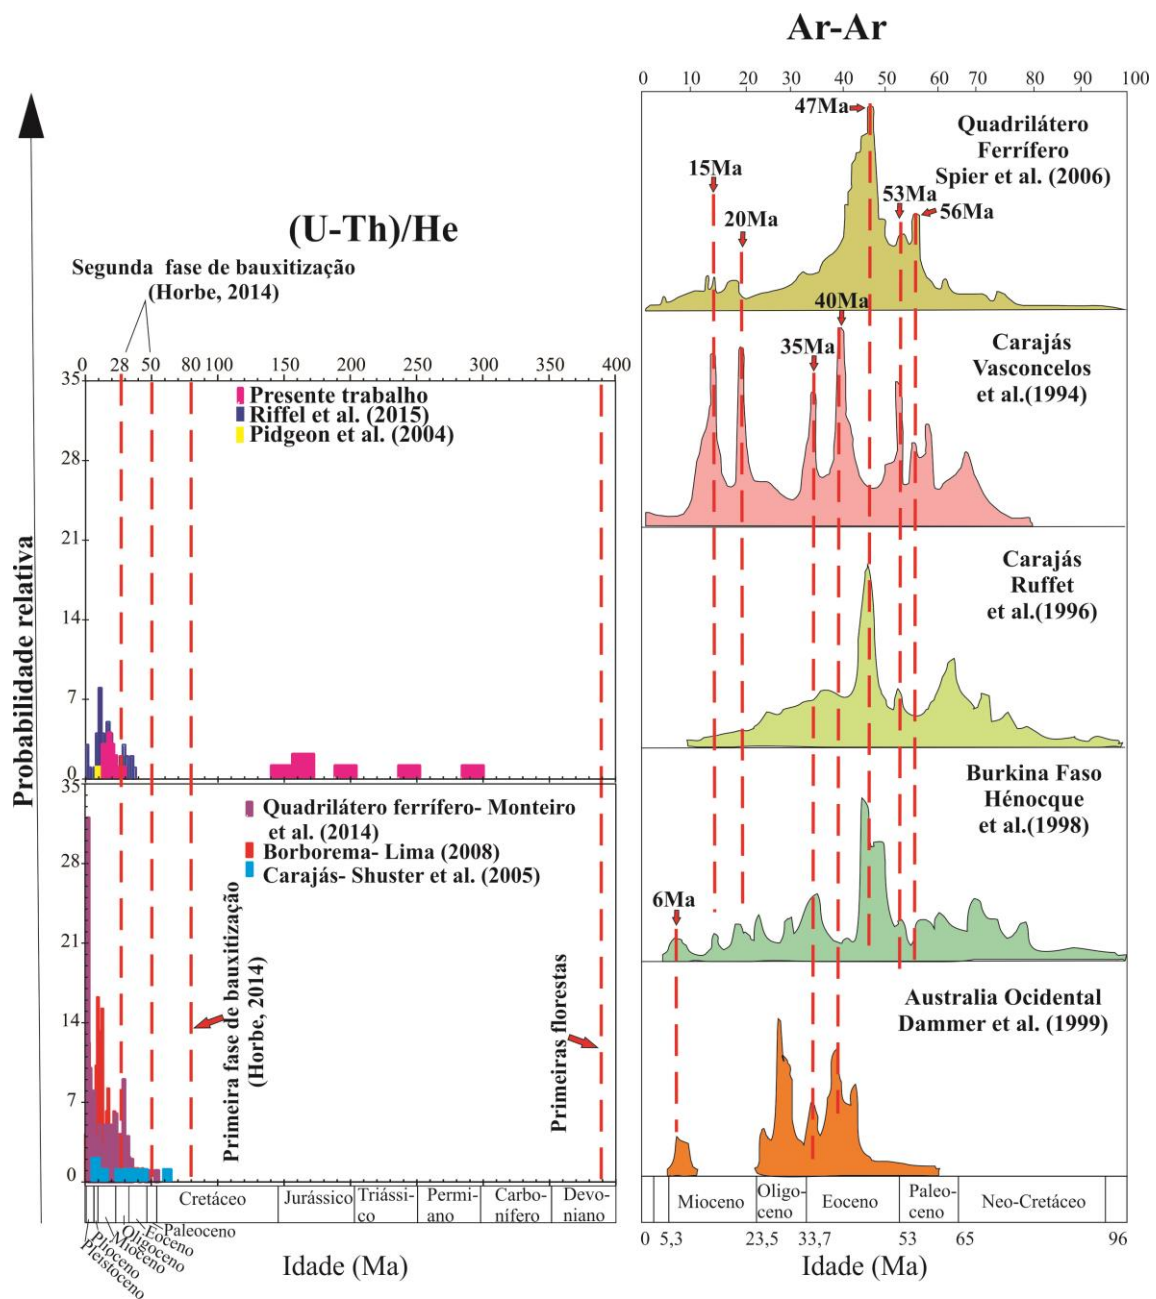 Ar-Ar
0 10 20 30 40 50 60 70 80 90 100
47Ma
Quadrilátero
Ferrífero
Spier et al. (2006)
15Ma
53Ma
56Ma
20Ma
(U-Th)/He
Segunda fase de bauxitização
(Horbe, 2014)
40Ma
35Ma
Carajás
Vasconcelos
et al.(1994)
0 28 50 80 100 150 200 250 300 350 400
35
Presente trabalho
Riffel et al. (2015)
Pidgeon et al. (2004)
28
21
14
7
0
Probabilidade relativa
Carajás
Ruffet
et al.(1996)
35
Quadrilátero ferrífero- Monteiro
et al. (2014)
Borborema- Lima (2008)
Carajás- Shuster et al. (2005)
28
21
14
7
0
Primeira fase de bauxitização
(Horbe, 2014)
Primeiras florestas
Burkina Faso
Hénocque
et al.(1998)
6Ma
Australia Ocidental
Dammer et al. (1999)
Cretáceo
Jurássico
Triássi-
co
Permi-
ano
Carbo-
nífero
Devo-
niano
Paleoceno
Eoceno
Oligoceno
Mioceno
Plioceno
Pleistoceno
Idade (Ma)
Mioceno
Oligo-
ceno
Eoceno
Paleo-
ceno
Neo-Cretáceo
0 5,3 23,5 33,7 53 65 96
Idade (Ma)